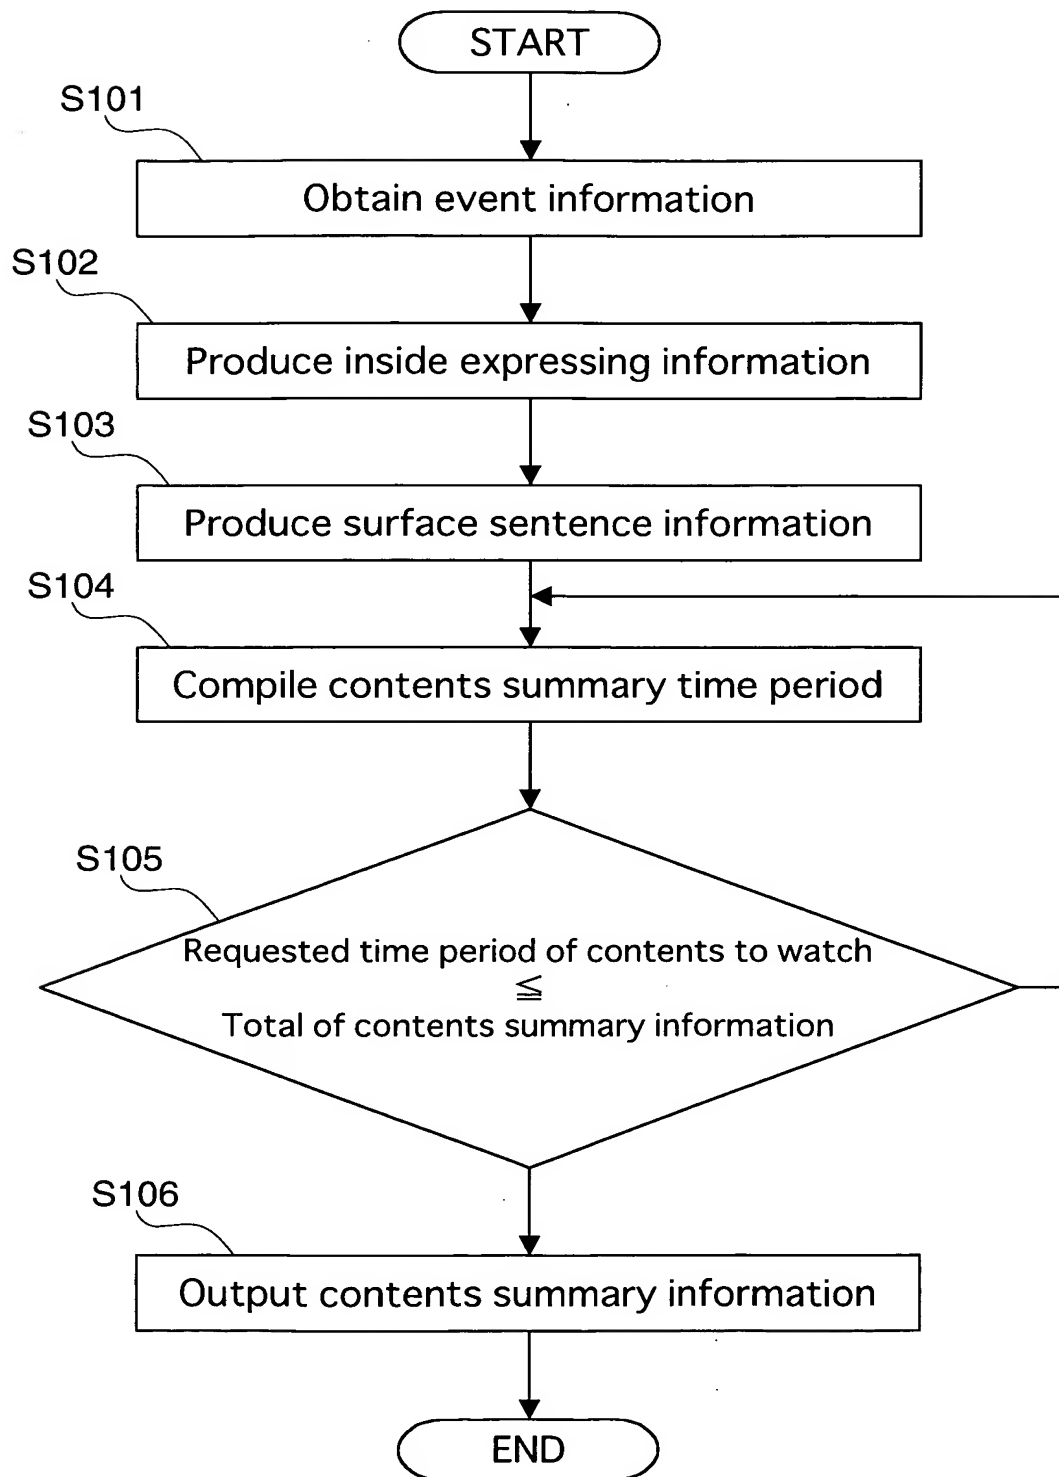 START
S101
Obtain event information
S102
Produce inside expressing information
S103
Produce surface sentence information
S104
Compile contents summary time period
S105
Requested time period of contents to watch
≦
Total of contents summary information
S106
Output contents summary information
END